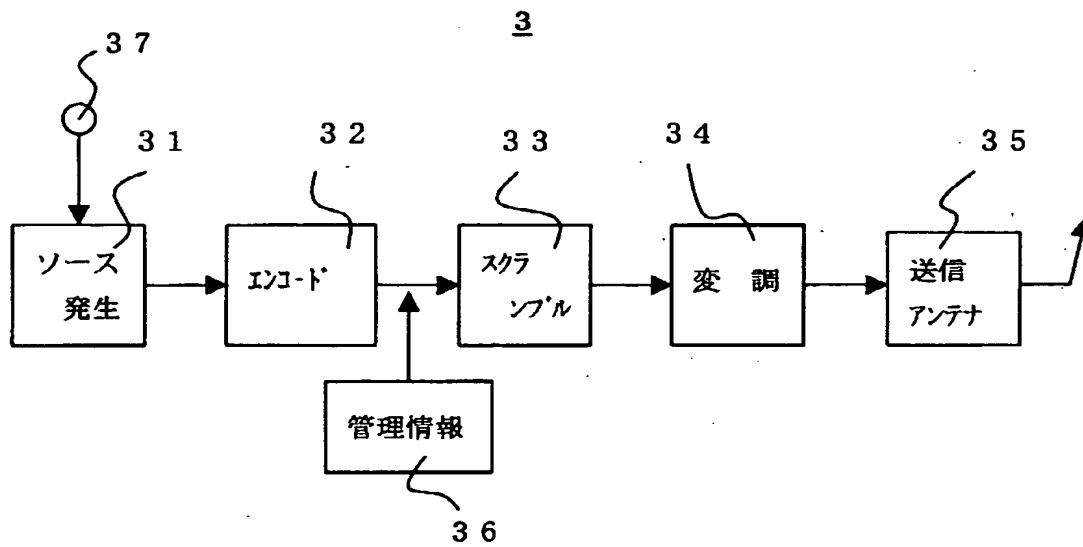 3
37
31
32
33
34
35
ソース
発生
エンコード
スクラ
ンブル
変 調
送信
アンテナ
管理情報
36